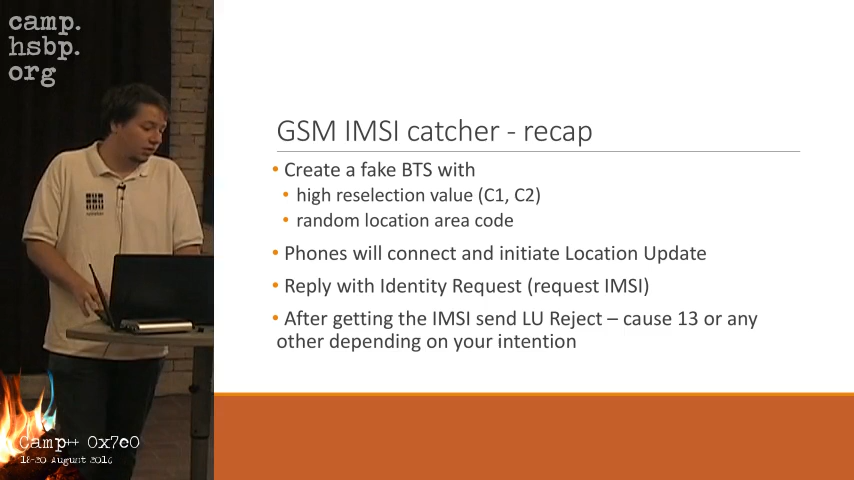 camp.
hsbp.
org
GSM IMSI catcher - recap
• Create a fake BTS with
• high reselection value (C1, C2)
• random location area code
• Phones will connect and initiate Location Update
• Reply with Identity Request (request IMSI)
• After getting the IMSI send LU Reject – cause 13 or any
other depending on your intention
Camp++ 0x7e0
18-20 August 2016